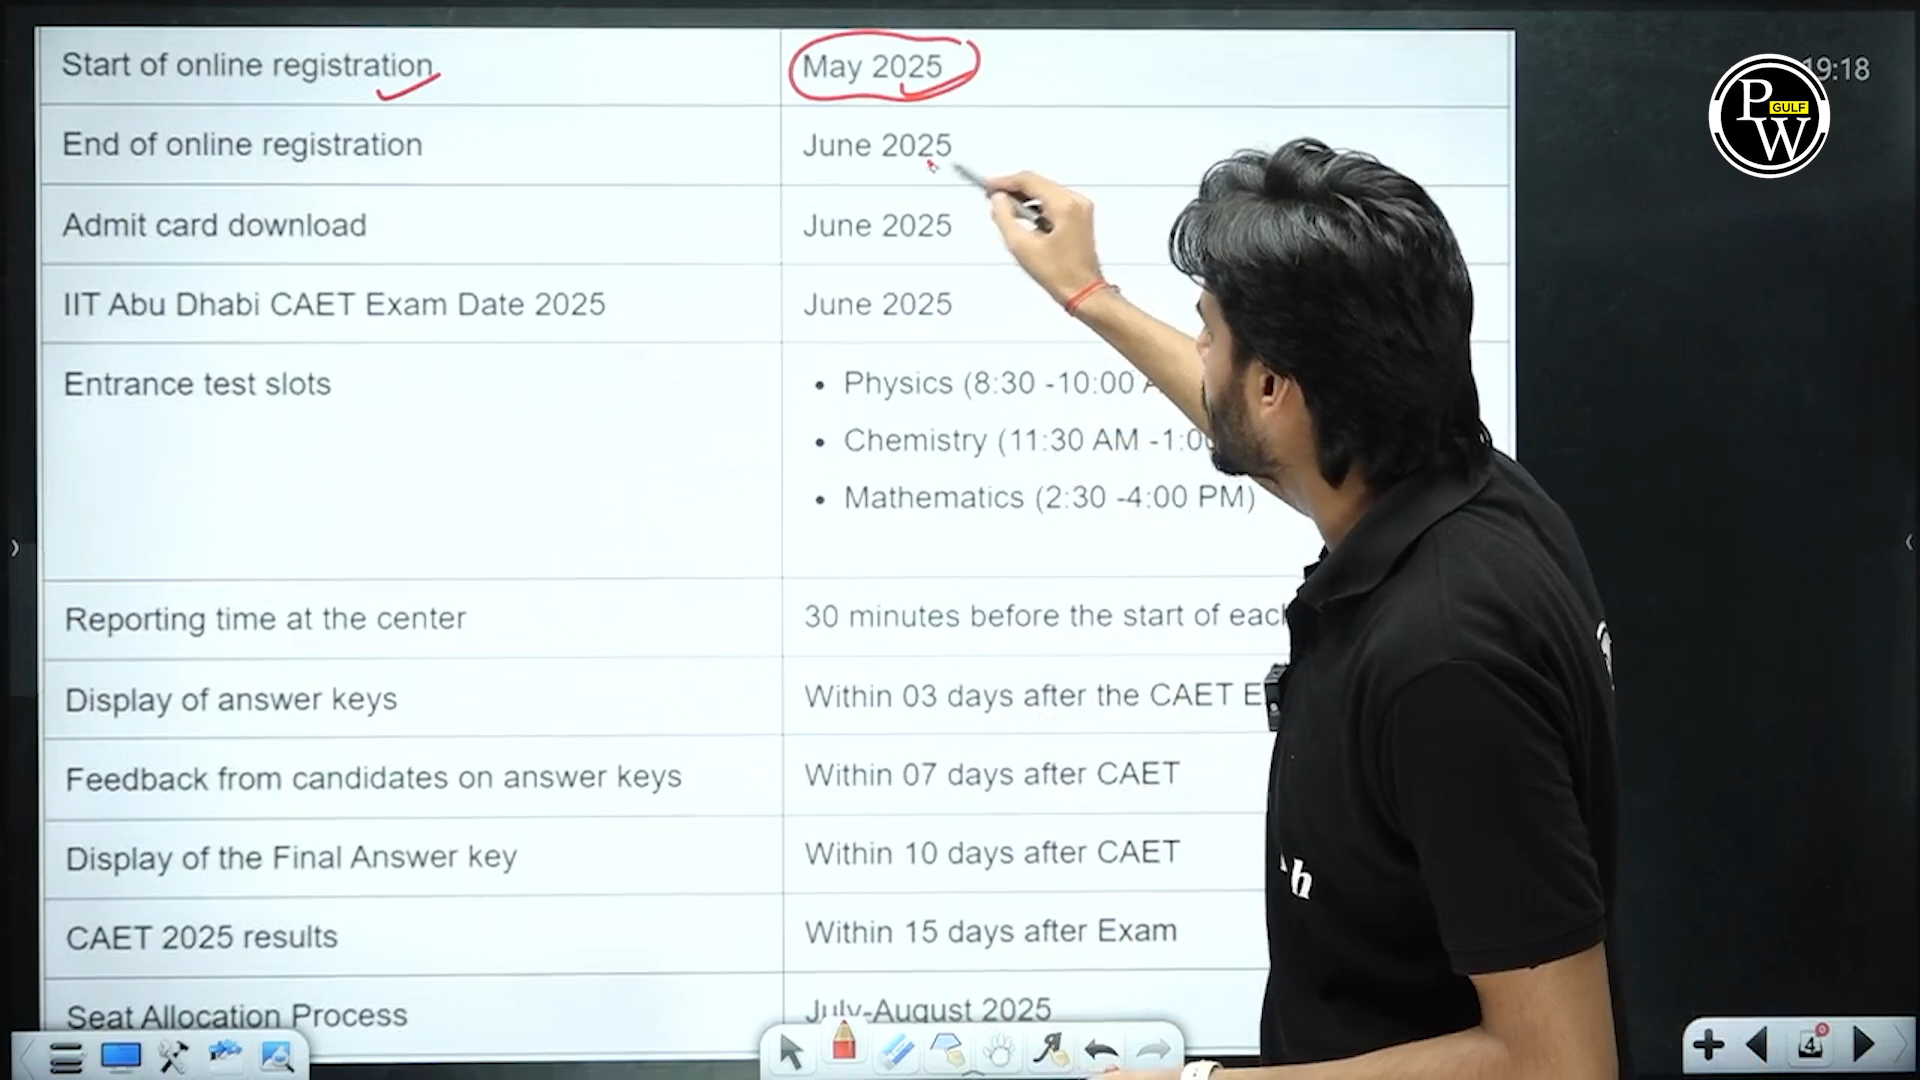 Start of online registration May 2025
19:18
P GULF W
End of online registration June 2025
Admit card download June 2025
IIT Abu Dhabi CAET Exam Date 2025 June 2025
Entrance test slots • Physics (8:30 -10:00
• Chemistry (11:30 AM
• Mathematics (2:30 -4:00 PM)
Reporting time at the center 30 minutes before the start of
Display of answer keys Within 03 days after the CAET
Feedback from candidates on answer keys Within 07 days after CAET
Display of the Final Answer key Within 10 days after CAET
CAET 2025 results Within 15 days after Exam
Seat Allocation Process July-August 2025
4